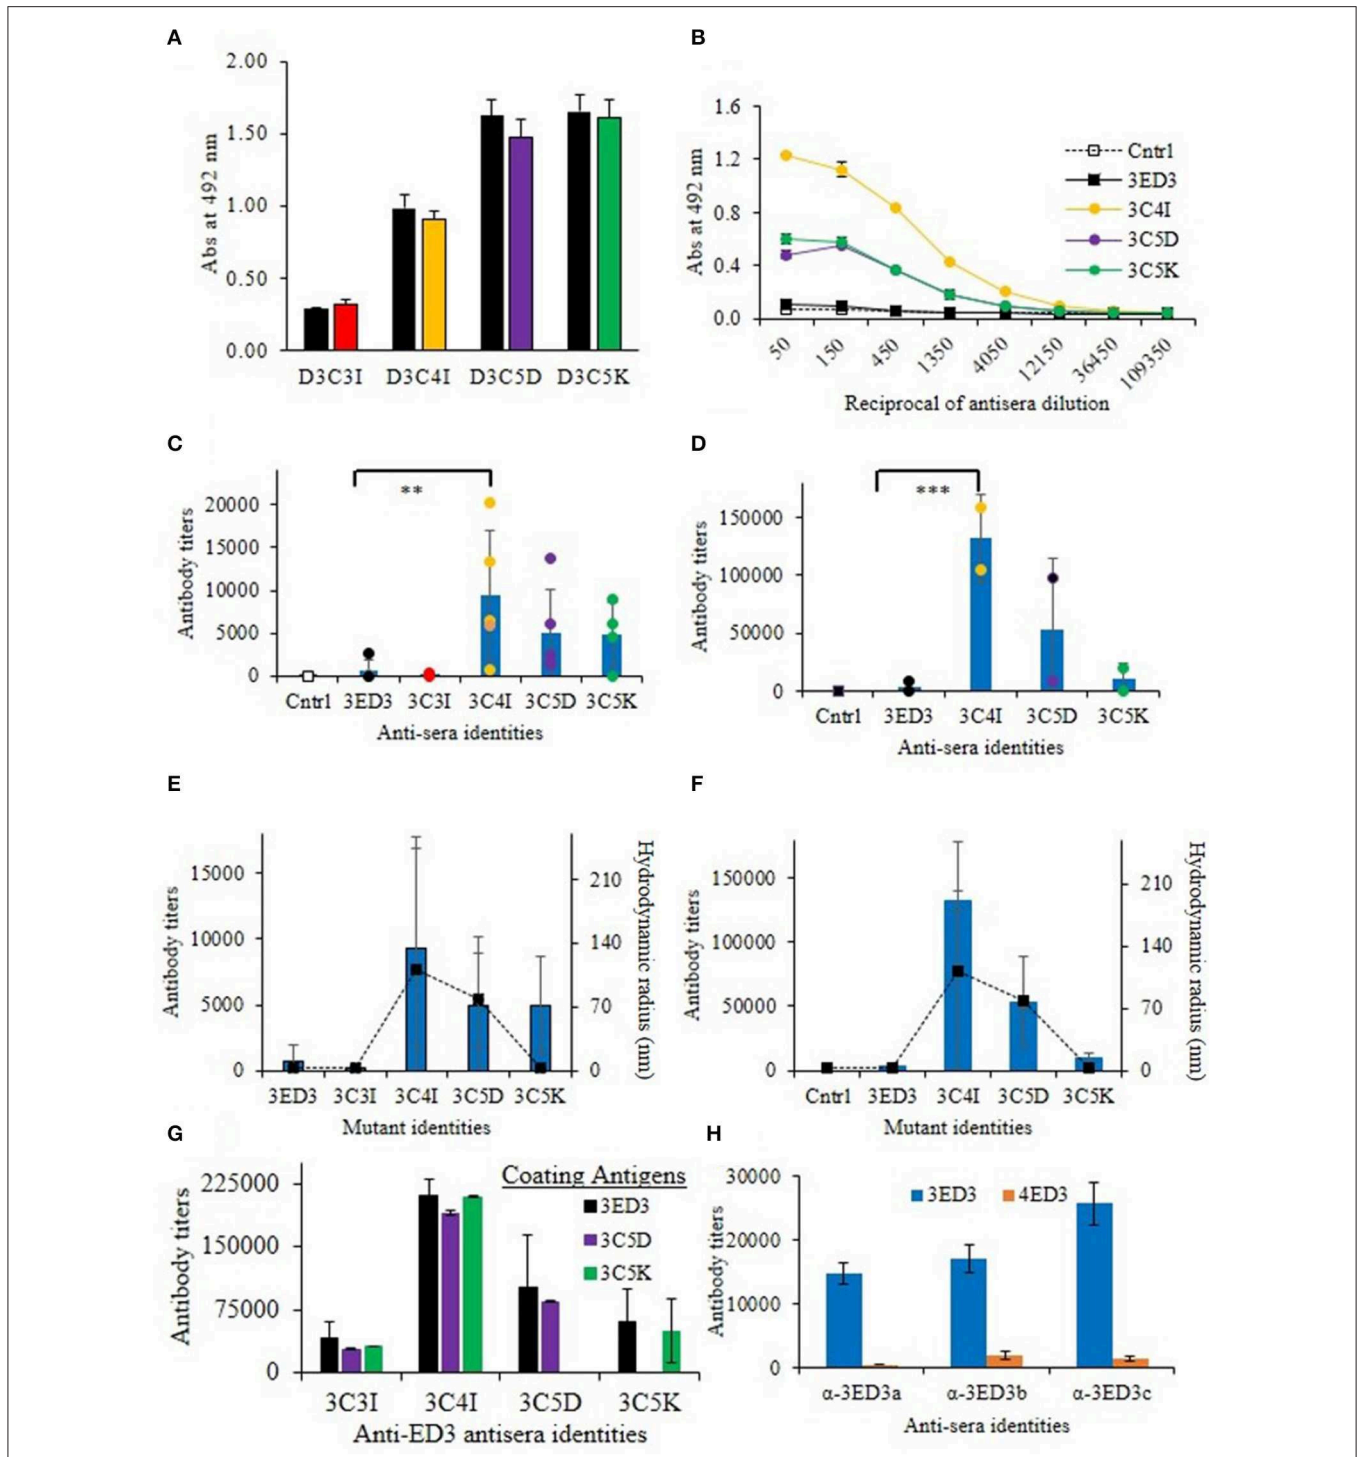 A
2.00
1.50
1.00
0.50
0.00
Abs at 492 nm
D3C3I D3C4I D3C5D D3C5K
B
1.6
1.2
0.8
0.4
0.0
Abs at 492 nm
Cntrl
3ED3
3C4I
3C5D
3C5K
50 150 450 1350 4050 12150 36450 109350
Reciprocal of antisera dilution
C
**
20000
15000
10000
5000
0
Antibody titers
Cntrl 3ED3 3C3I 3C4I 3C5D 3C5K
Anti-sera identities
D
***
150000
100000
50000
0
Antibody titers
Cntrl 3ED3 3C4I 3C5D 3C5K
Anti-sera identities
E
15000
10000
5000
0
Antibody titers
210
140
70
0
Hydrodynamic radius (nm)
3ED3 3C3I 3C4I 3C5D 3C5K
Mutant identities
F
150000
100000
50000
0
Antibody titers
210
140
70
0
Hydrodynamic radius (nm)
Cntrl 3ED3 3C4I 3C5D 3C5K
Mutant identities
G
225000
150000
75000
0
Antibody titers
Coating Antigens
3ED3
3C5D
3C5K
3C3I 3C4I 3C5D 3C5K
Anti-ED3 antisera identities
H
30000
20000
10000
0
Antibody titers
3ED3 4ED3
α-3ED3a α-3ED3b α-3ED3c
Anti-sera identities